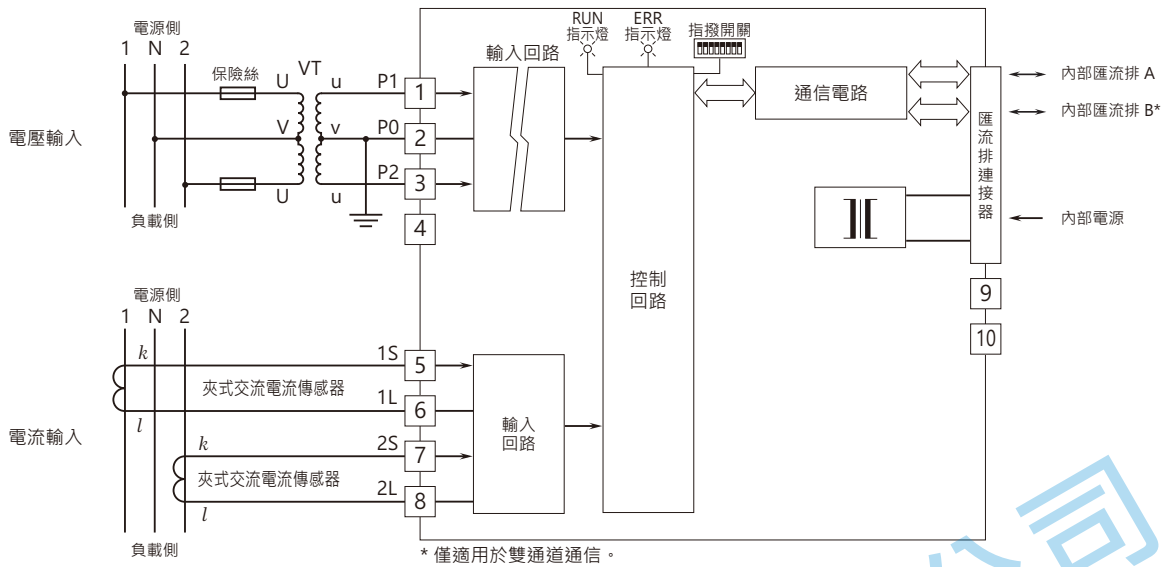 RUN
指示燈
ERR
指示燈
指撥開關
電源側
1 N 2
保險絲
U VT u P1 1
輸入回路
V v P0 2
U u P2 3
4
電壓輸入
負載側
通信電路
匯流排連接器
內部匯流排 A
內部匯流排 B*
內部電源
控制
回路
9
10
電源側
1 N 2
k 1S 5
夾式交流電流傳感器
l 1L 6
電流輸入
k 2S 7
夾式交流電流傳感器
l 2L 8
輸入
回路
負載側
* 僅適用於雙通道通信。
公司